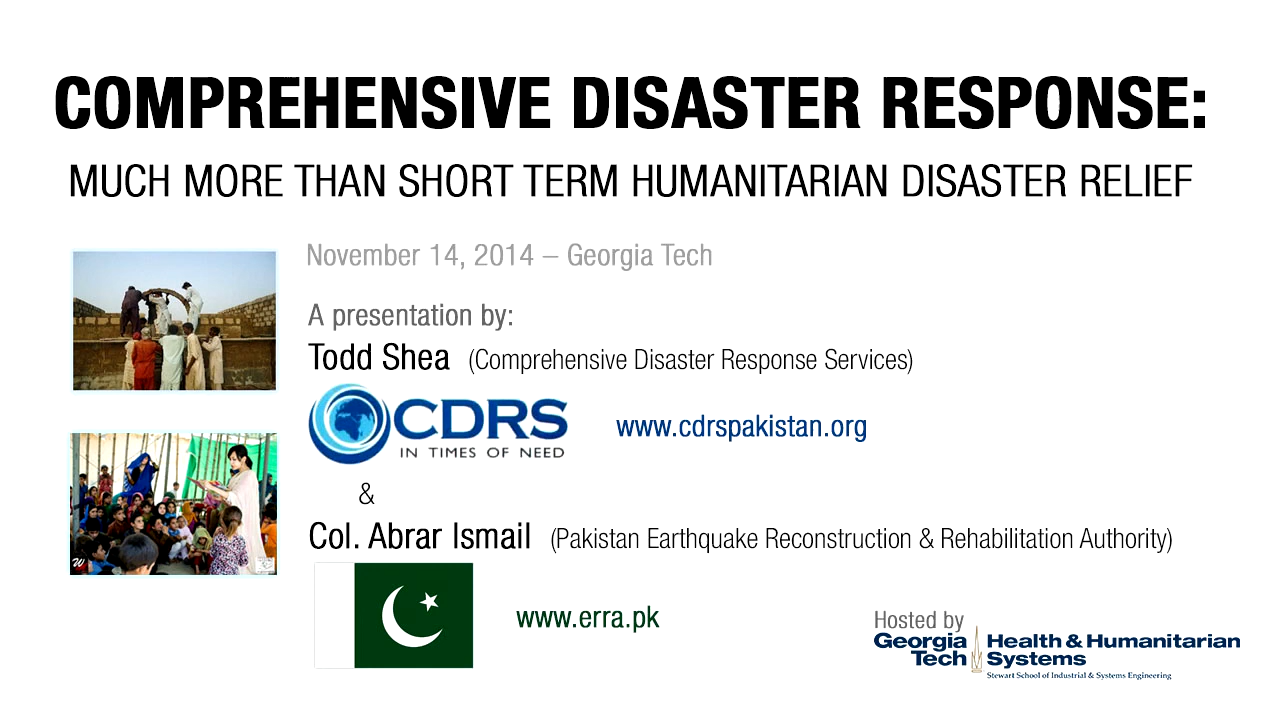 COMPREHENSIVE DISASTER RESPONSE:
MUCH MORE THAN SHORT TERM HUMANITARIAN DISASTER RELIEF
November 14, 2014 – Georgia Tech
A presentation by:
Todd Shea (Comprehensive Disaster Response Services)
CDRS
IN TIMES OF NEED
www.cdrspakistan.org
&
Col. Abrar Ismail (Pakistan Earthquake Reconstruction & Rehabilitation Authority)
www.erra.pk
Hosted by
Georgia Tech
Health & Humanitarian Systems
Stewart School of Industrial & Systems Engineering